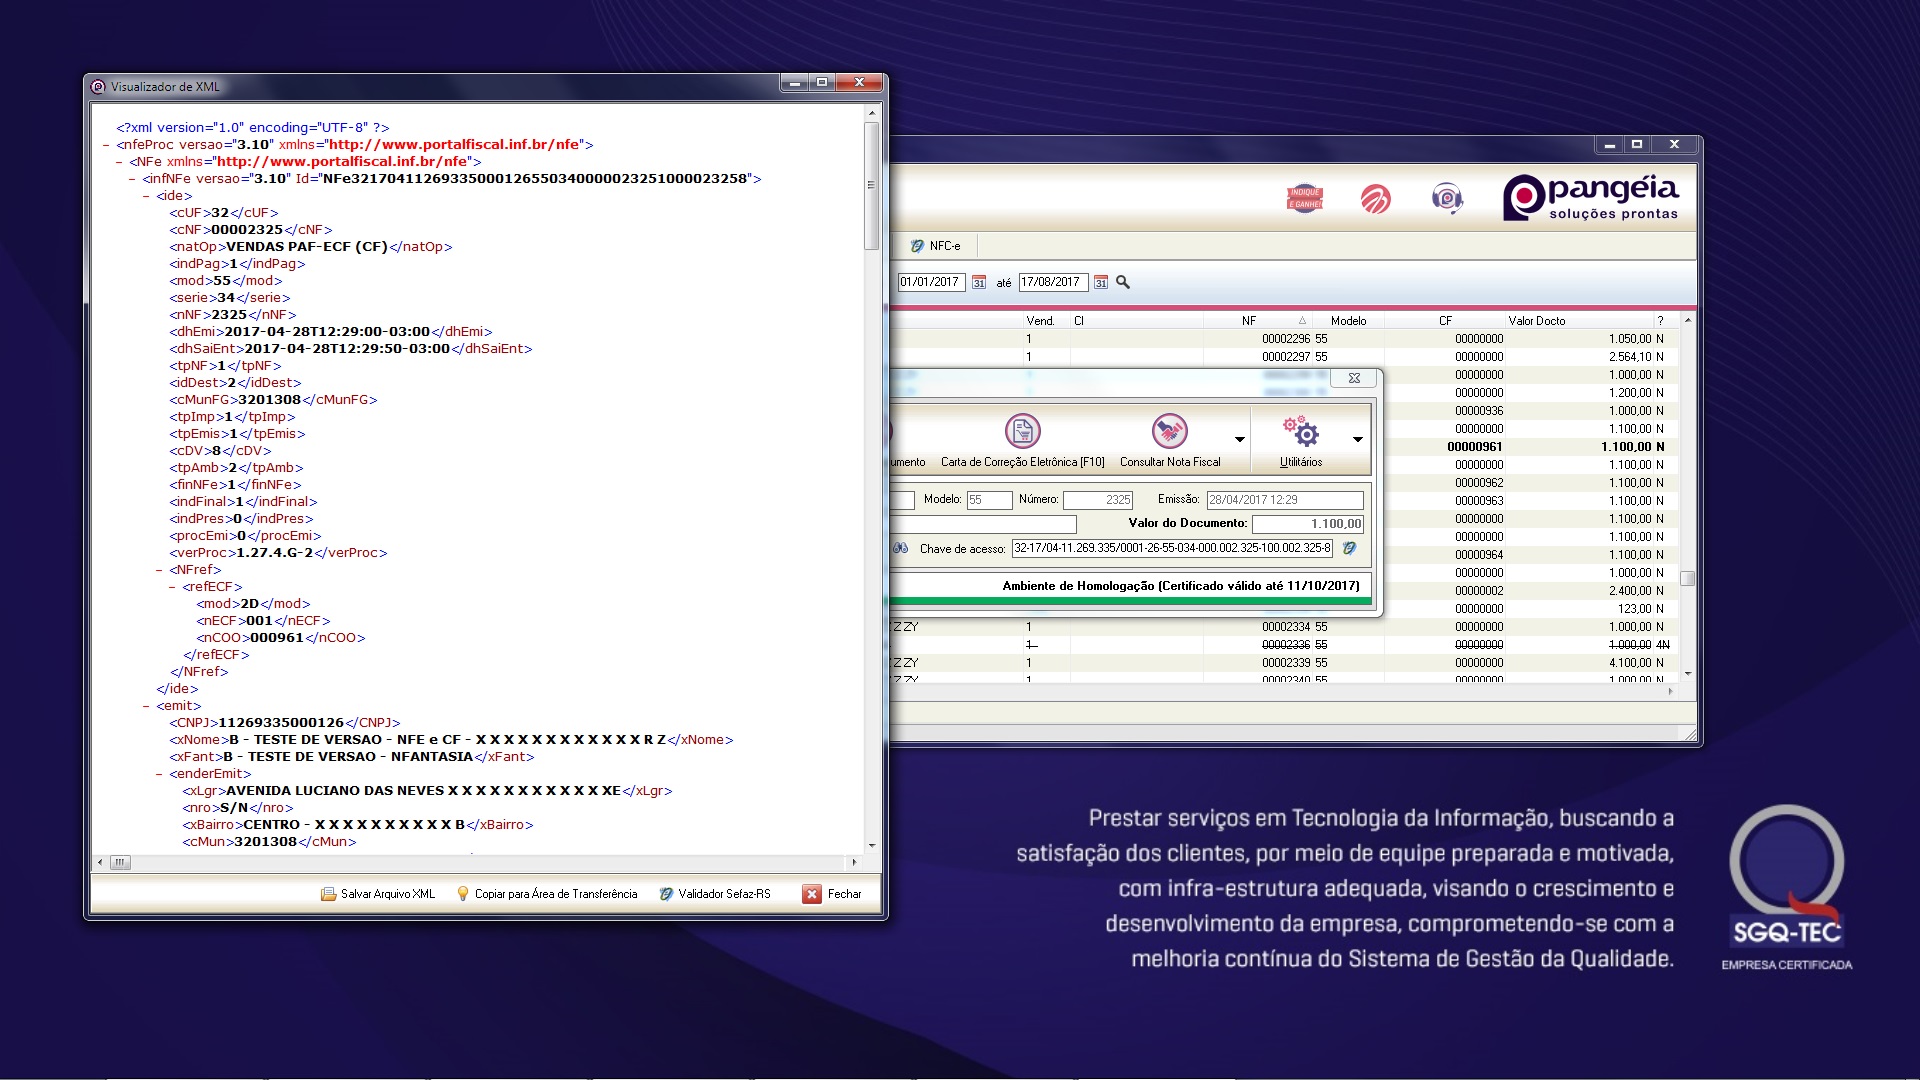 Visualizador de XML
<?xml version="1.0" encoding="UTF-8" ?>
- <nfeProc versao="3.10" xmlns="http://www.portalfiscal.inf.br/nfe">
- <NFe xmlns="http://www.portalfiscal.inf.br/nfe">
- <infNFe versao="3.10" Id="NFe32170411269335000126550340000023251000023258">
- <ide>
<cUF>32</cUF>
<cNF>00002325</cNF>
<natOp>VENDAS PAF-ECF (CF)</natOp>
<indPag>1</indPag>
<mod>55</mod>
<serie>34</serie>
<nNF>2325</nNF>
<dhEmi>2017-04-28T12:29:00-03:00</dhEmi>
<dhSaiEnt>2017-04-28T12:29:50-03:00</dhSaiEnt>
<tpNF>1</tpNF>
<idDest>2</idDest>
<cMunFG>3201308</cMunFG>
<tpImp>1</tpImp>
<tpEmis>1</tpEmis>
<cDV>8</cDV>
<tpAmb>2</tpAmb>
<finNFe>1</finNFe>
<indFinal>1</indFinal>
<indPres>0</indPres>
<procEmi>0</procEmi>
<verProc>1.27.4.G-2</verProc>
- <NFref>
- <refECF>
<mod>2D</mod>
<nECF>001</nECF>
<nCOO>000961</nCOO>
</refECF>
</NFref>
</ide>
- <emit>
<CNPJ>11269335000126</CNPJ>
<xNome>B - TESTE DE VERSAO - NFE e CF - X X X X X X X X X X X X R Z</xNome>
<xFant>B - TESTE DE VERSAO - NFANTASIA</xFant>
- <enderEmit>
<xLgr>AVENIDA LUCIANO DAS NEVES X X X X X X X X X X X XE</xLgr>
<nro>S/N</nro>
<xBairro>CENTRO - X X X X X X X X X X B</xBairro>
<cMun>3201308</cMun>
Salvar Arquivo XML Copiar para Área de Transferência Validador Sefaz-RS Fechar
INDIQUE E GANHE!
pangéia
soluções prontas
NFC-e
01/01/2017 31 até 17/08/2017 31
Vend. Cl NF Modelo CF Valor Docto ?
1 00002296 55 00000000 1.050,00 N
1 00002297 55 00000000 2.564,10 N
00000000 1.000,00 N
00000000 1.200,00 N
00000936 1.000,00 N
00000000 1.100,00 N
00000961 1.100,00 N
00000000 1.100,00 N
00000962 1.100,00 N
00000963 1.100,00 N
00000000 1.100,00 N
00000000 1.100,00 N
00000964 1.100,00 N
00000000 1.000,00 N
00000002 2.400,00 N
00000000 123,00 N
ZZY 1 00002334 55 00000000 1.000,00 N
1 00002336 55 00000000 1.000,00 4N
ZZY 1 00002339 55 00000000 4.100,00 N
ZZY 1 00002340 55 00000000 1.000,00 N
umento Carta de Correção Eletrônica [F10] Consultar Nota Fiscal Utilitários
Modelo: 55 Número: 2325 Emissão: 28/04/2017 12:29
Valor do Documento: 1.100,00
Chave de acesso: 32-17/04-11.269.335/0001-26-55-034-000.002.325-100.002.325-8
Ambiente de Homologação (Certificado válido até 11/10/2017)
Prestar serviços em Tecnologia da Informação, buscando a
satisfação dos clientes, por meio de equipe preparada e motivada,
com infra-estrutura adequada, visando o crescimento e
desenvolvimento da empresa, comprometendo-se com a
melhoria contínua do Sistema de Gestão da Qualidade.
SGQ-TEC
EMPRESA CERTIFICADA